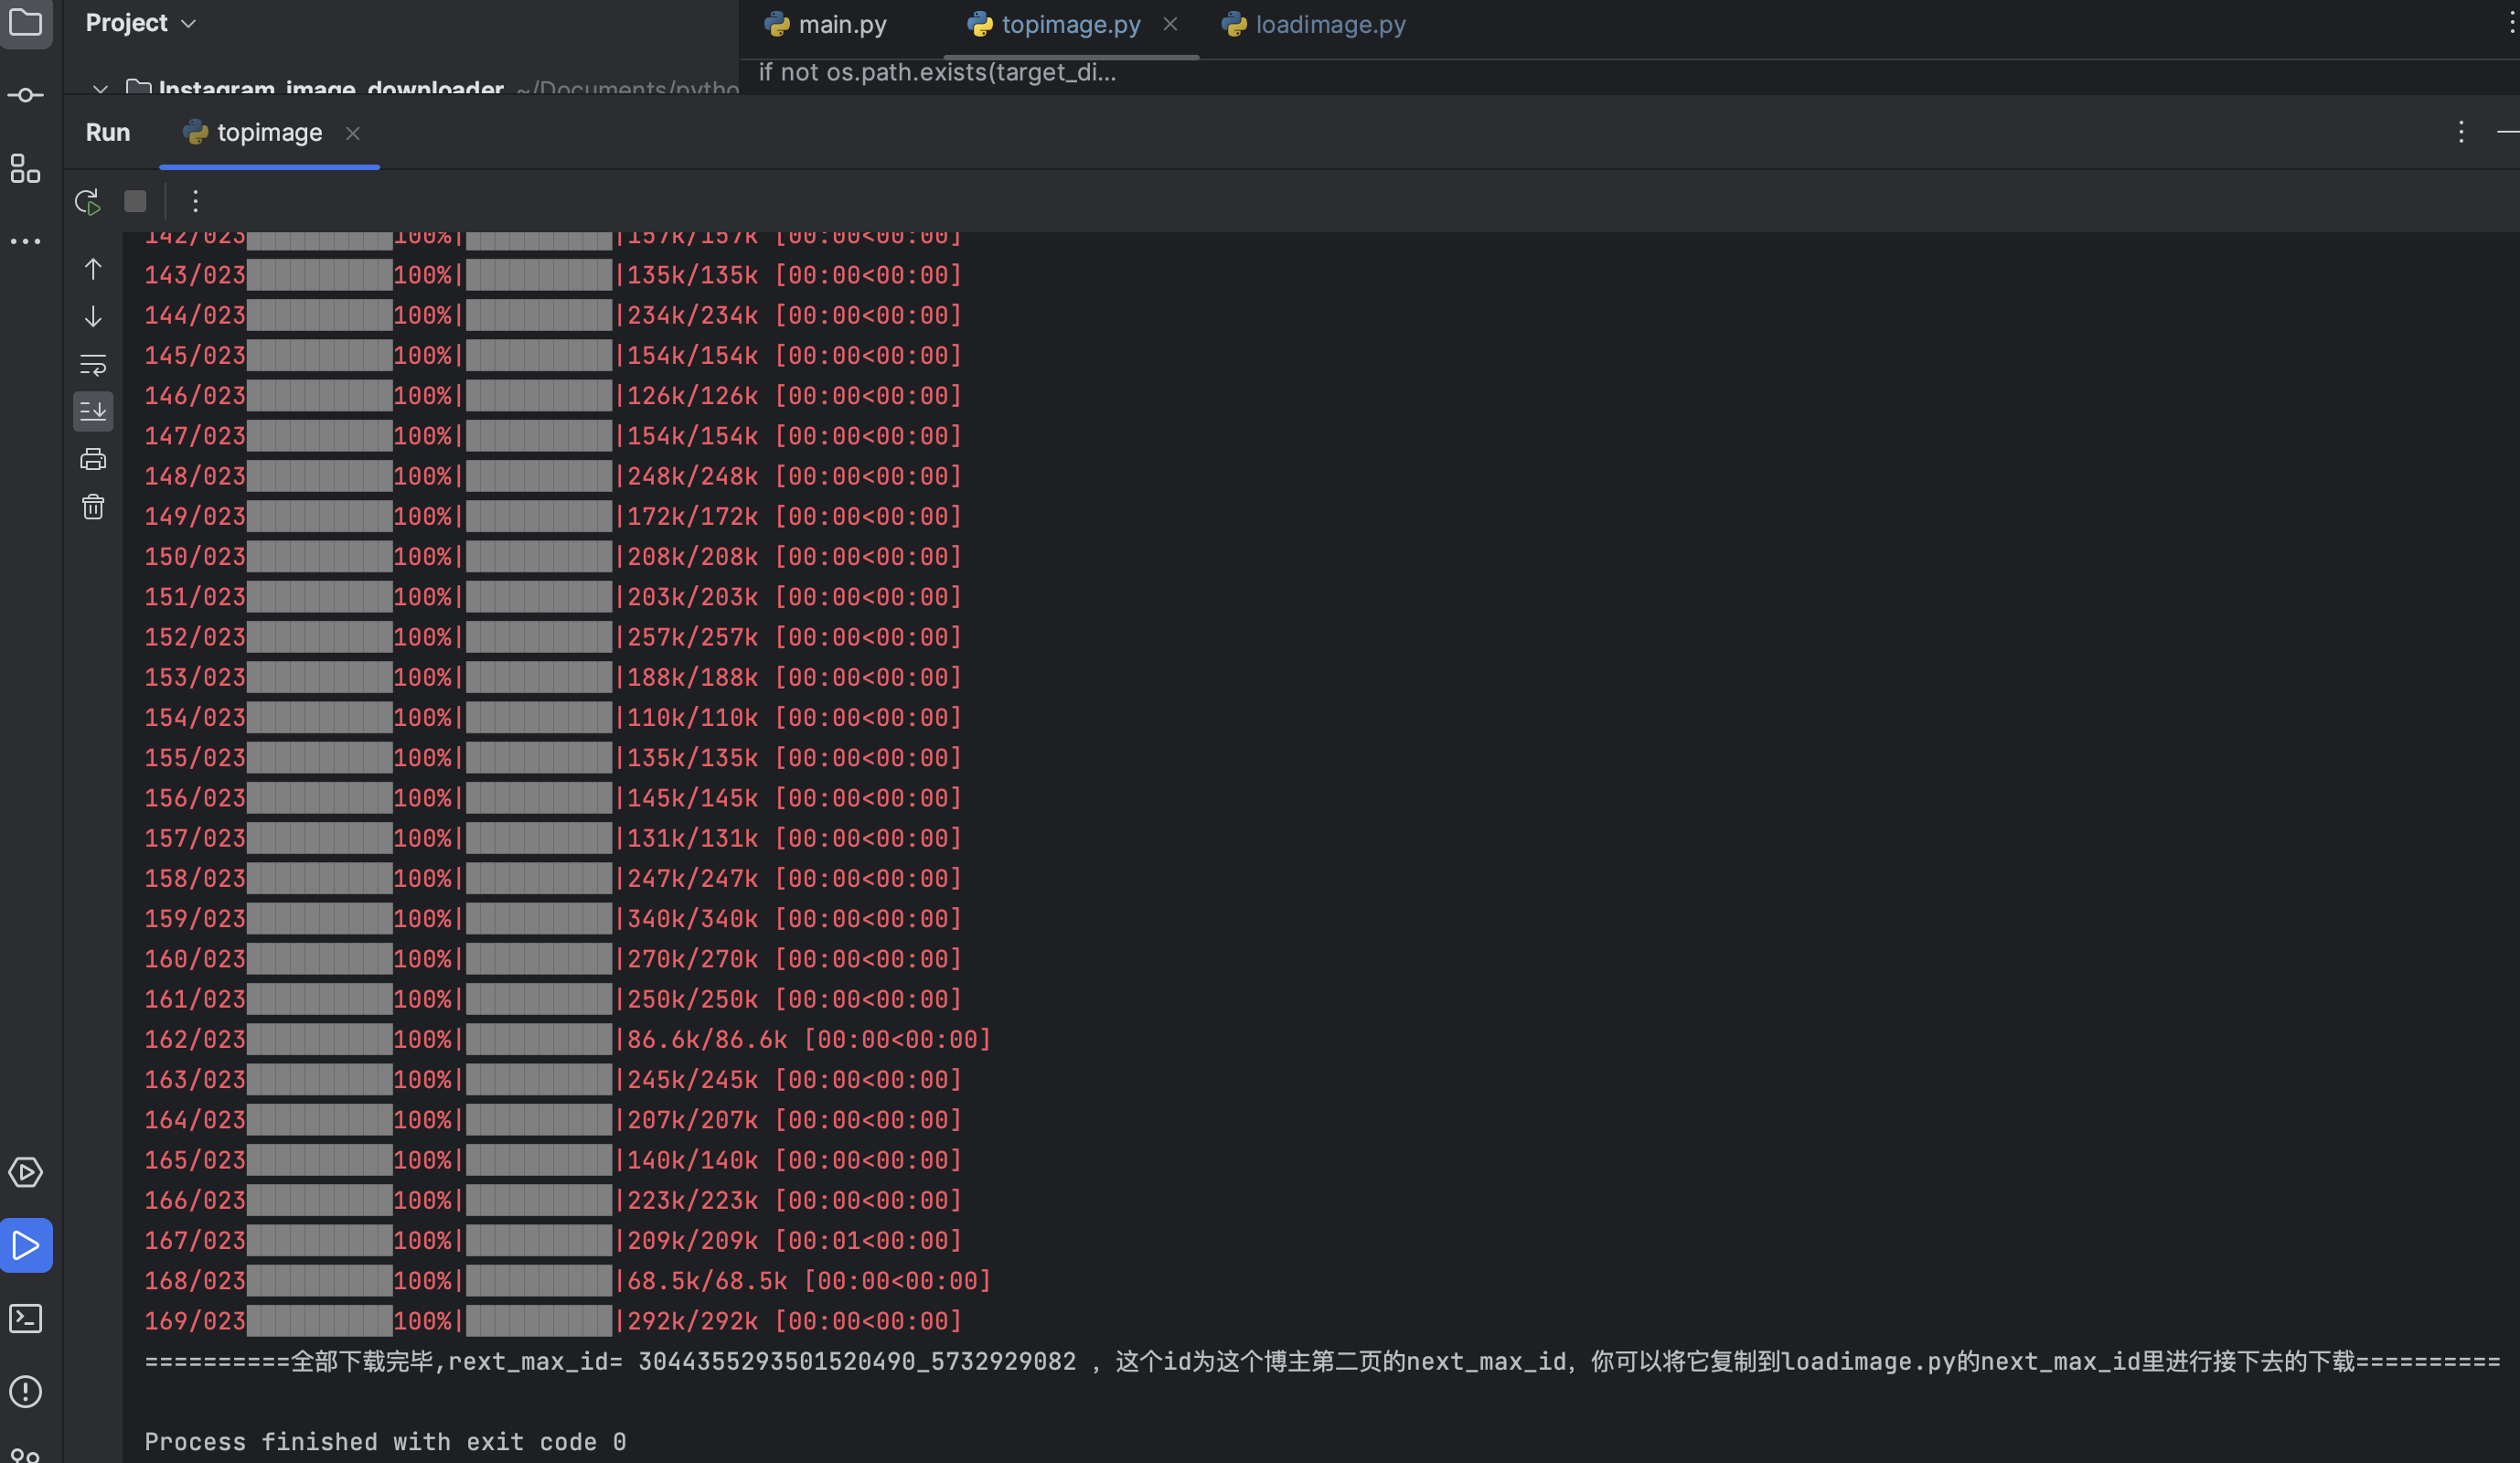 Project
main.py
topimage.py
loadimage.py
Instagram_image_downloader ~/Documents/pytho
if not os.path.exists(target_di...
Run
topimage
142/023██████████100%|██████████|157k/157k [00:00<00:00]
143/023██████████100%|██████████|135k/135k [00:00<00:00]
144/023██████████100%|██████████|234k/234k [00:00<00:00]
145/023██████████100%|██████████|154k/154k [00:00<00:00]
146/023██████████100%|██████████|126k/126k [00:00<00:00]
147/023██████████100%|██████████|154k/154k [00:00<00:00]
148/023██████████100%|██████████|248k/248k [00:00<00:00]
149/023██████████100%|██████████|172k/172k [00:00<00:00]
150/023██████████100%|██████████|208k/208k [00:00<00:00]
151/023██████████100%|██████████|203k/203k [00:00<00:00]
152/023██████████100%|██████████|257k/257k [00:00<00:00]
153/023██████████100%|██████████|188k/188k [00:00<00:00]
154/023██████████100%|██████████|110k/110k [00:00<00:00]
155/023██████████100%|██████████|135k/135k [00:00<00:00]
156/023██████████100%|██████████|145k/145k [00:00<00:00]
157/023██████████100%|██████████|131k/131k [00:00<00:00]
158/023██████████100%|██████████|247k/247k [00:00<00:00]
159/023██████████100%|██████████|340k/340k [00:00<00:00]
160/023██████████100%|██████████|270k/270k [00:00<00:00]
161/023██████████100%|██████████|250k/250k [00:00<00:00]
162/023██████████100%|██████████|86.6k/86.6k [00:00<00:00]
163/023██████████100%|██████████|245k/245k [00:00<00:00]
164/023██████████100%|██████████|207k/207k [00:00<00:00]
165/023██████████100%|██████████|140k/140k [00:00<00:00]
166/023██████████100%|██████████|223k/223k [00:00<00:00]
167/023██████████100%|██████████|209k/209k [00:01<00:00]
168/023██████████100%|██████████|68.5k/68.5k [00:00<00:00]
169/023██████████100%|██████████|292k/292k [00:00<00:00]
==========全部下载完毕,rext_max_id= 3044355293501520490_5732929082 ，这个id为这个博主第二页的next_max_id，你可以将它复制到loadimage.py的next_max_id里进行接下去的下载==========
Process finished with exit code 0